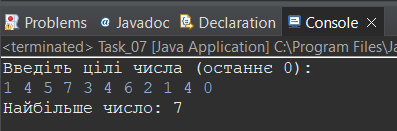 Problems Javadoc Declaration Console
<terminated> Task_07 [Java Application] C:\Program Files\Ja
Введіть цілі числа (останнє 0):
1 4 5 7 3 4 6 2 1 4 0
Найбільше число: 7